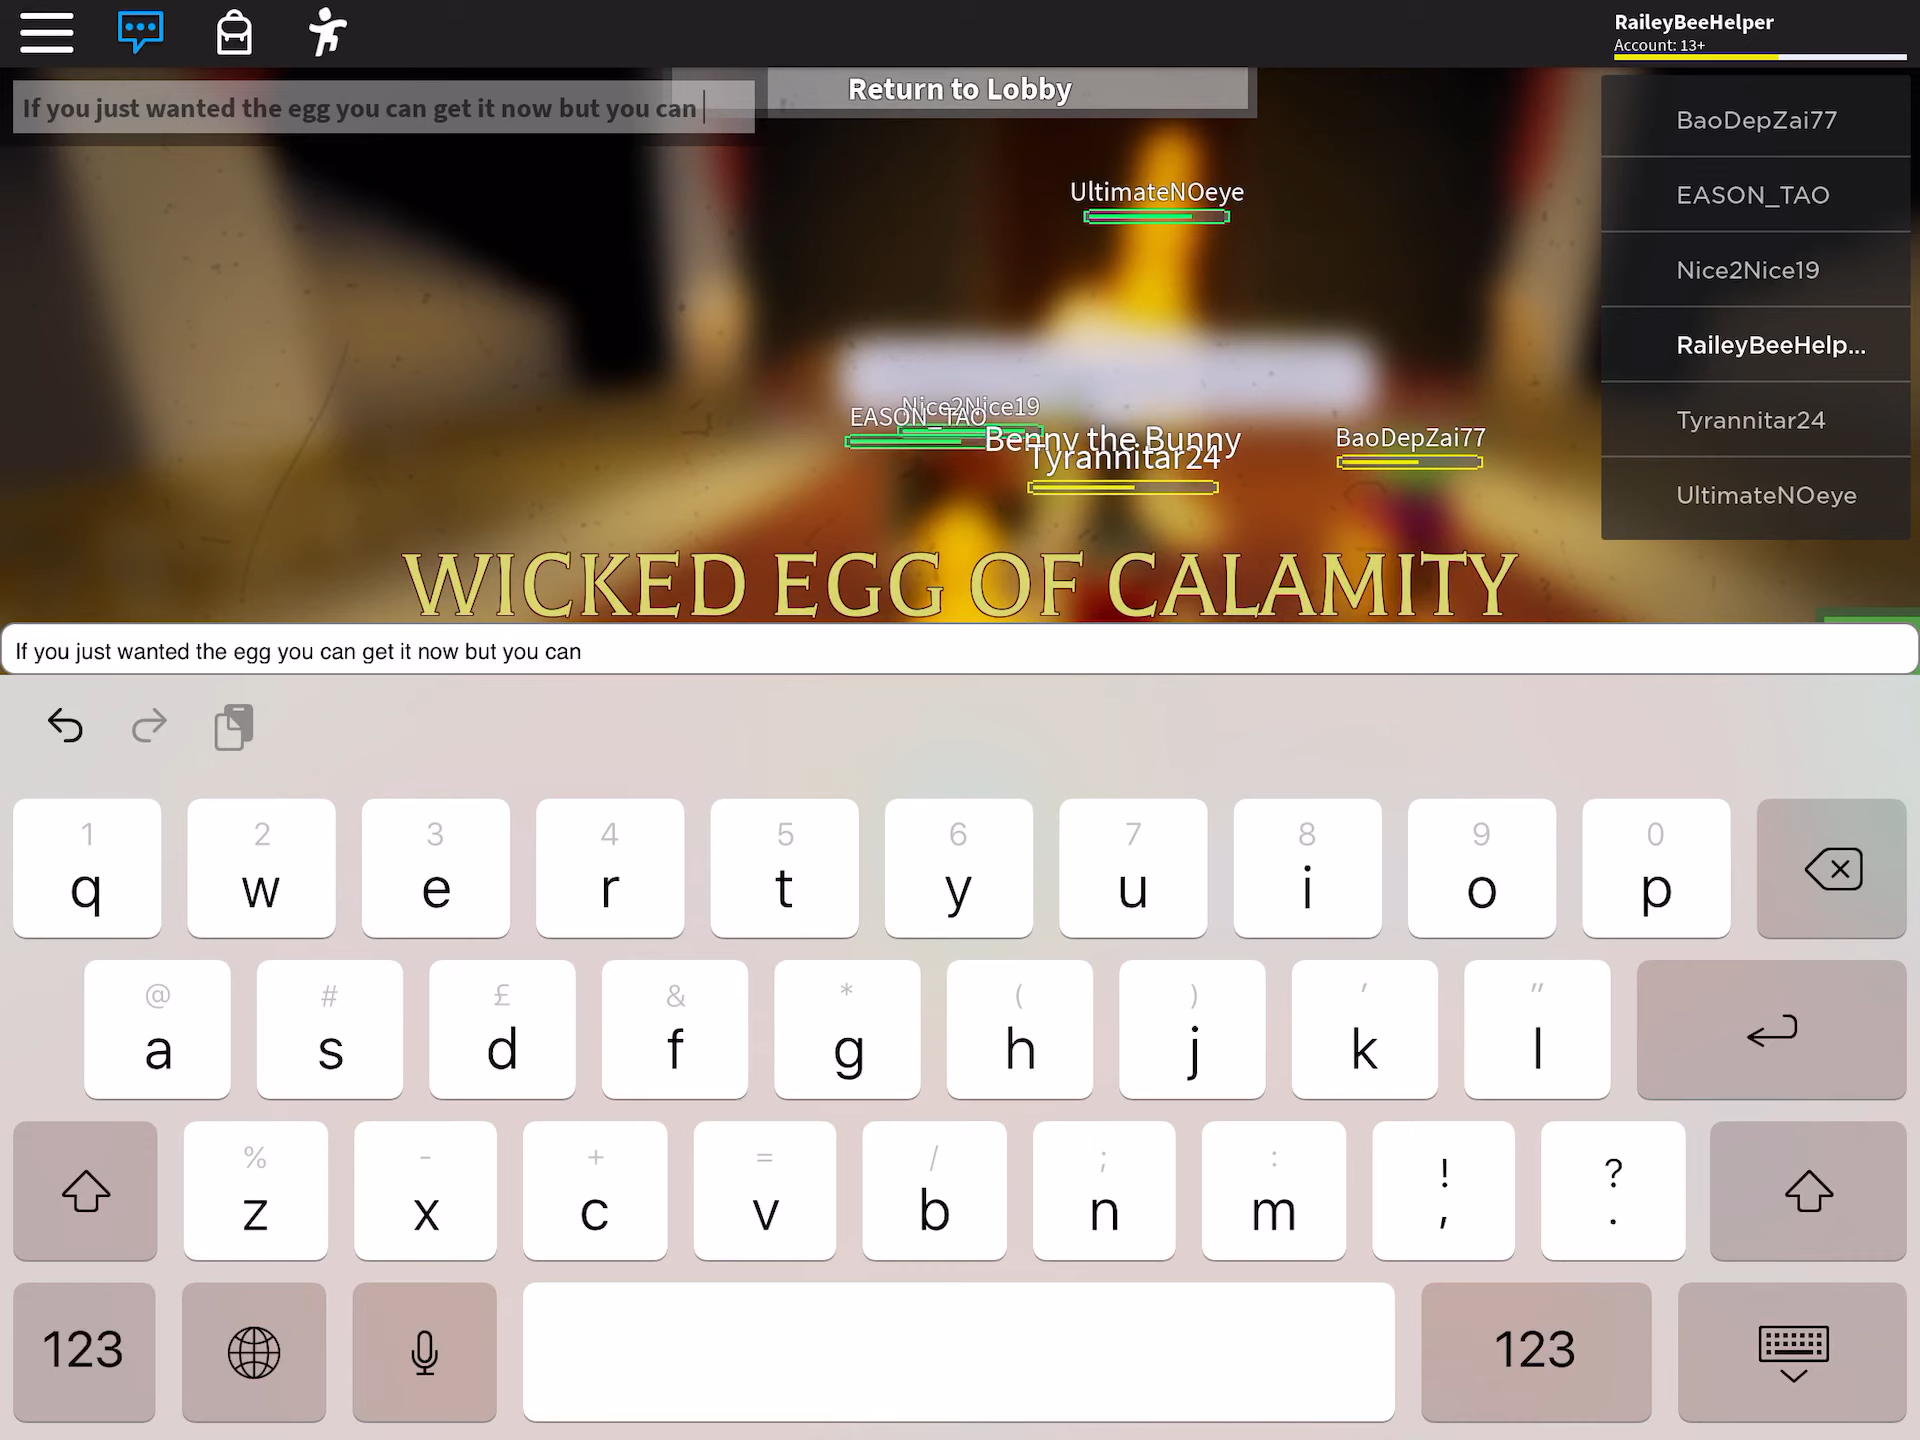 RaileyBeeHelper
Account: 13+
Return to Lobby
If you just wanted the egg you can get it now but you can
BaoDepZai77
EASON_TAO
Nice2Nice19
RaileyBeeHelp...
Tyrannitar24
UltimateNOeye
UltimateNOeye
Nice2Nice19
EASON_TAO
Benny the Bunny
Tyrannitar24
BaoDepZai77
WICKED EGG OF CALAMITY
If you just wanted the egg you can get it now but you can
1 2 3 4 5 6 7 8 9 0
q w e r t y u i o p
@ # £ & * ( ) ' "
a s d f g h j k l
% - + = / ; : ! ?
z x c v b n m , .
123 123